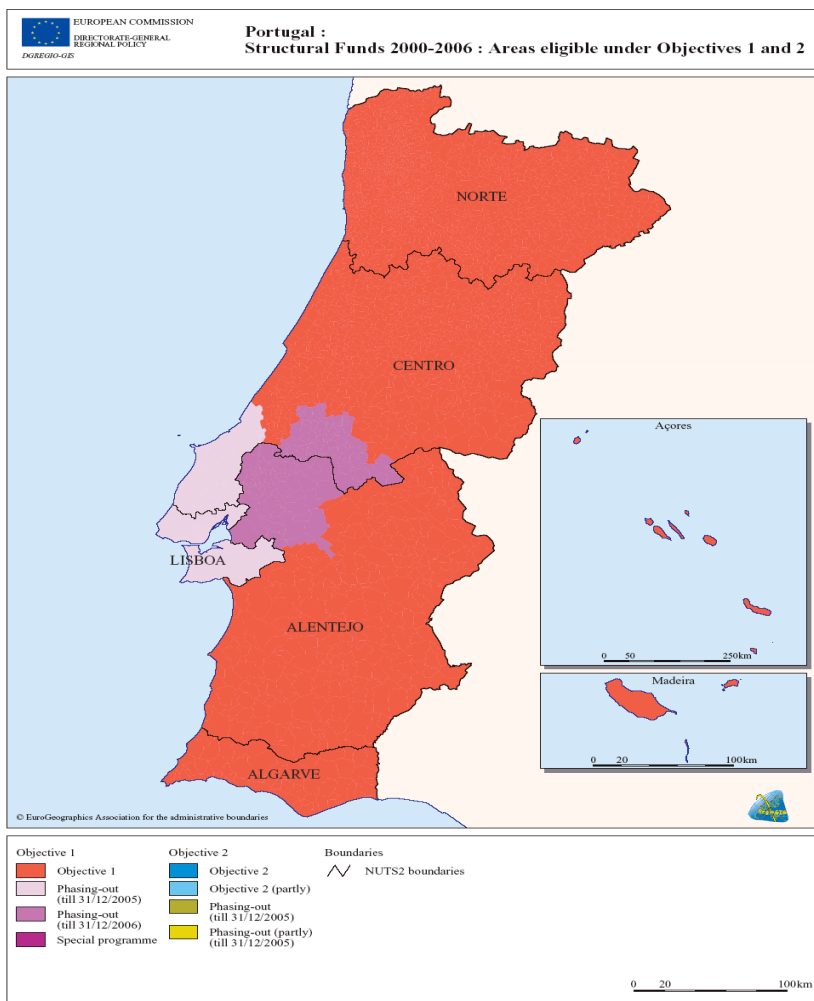 EUROPEAN COMMISSION
DIRECTORATE-GENERAL
REGIONAL POLICY
DGREGIO-GIS
Portugal :
Structural Funds 2000-2006 : Areas eligible under Objectives 1 and 2
NORTE
CENTRO
LISBOA
ALENTEJO
ALGARVE
Açores
0 50 250km
Madeira
0 20 100km
© EuroGeographics Association for the administrative boundaries
Objective 1
Objective 1
Phasing-out
(till 31/12/2005)
Phasing-out
(till 31/12/2006)
Special programme
Objective 2
Objective 2
Objective 2 (partly)
Phasing-out
(till 31/12/2005)
Phasing-out (partly)
(till 31/12/2005)
Boundaries
NUTS2 boundaries
0 20 100km